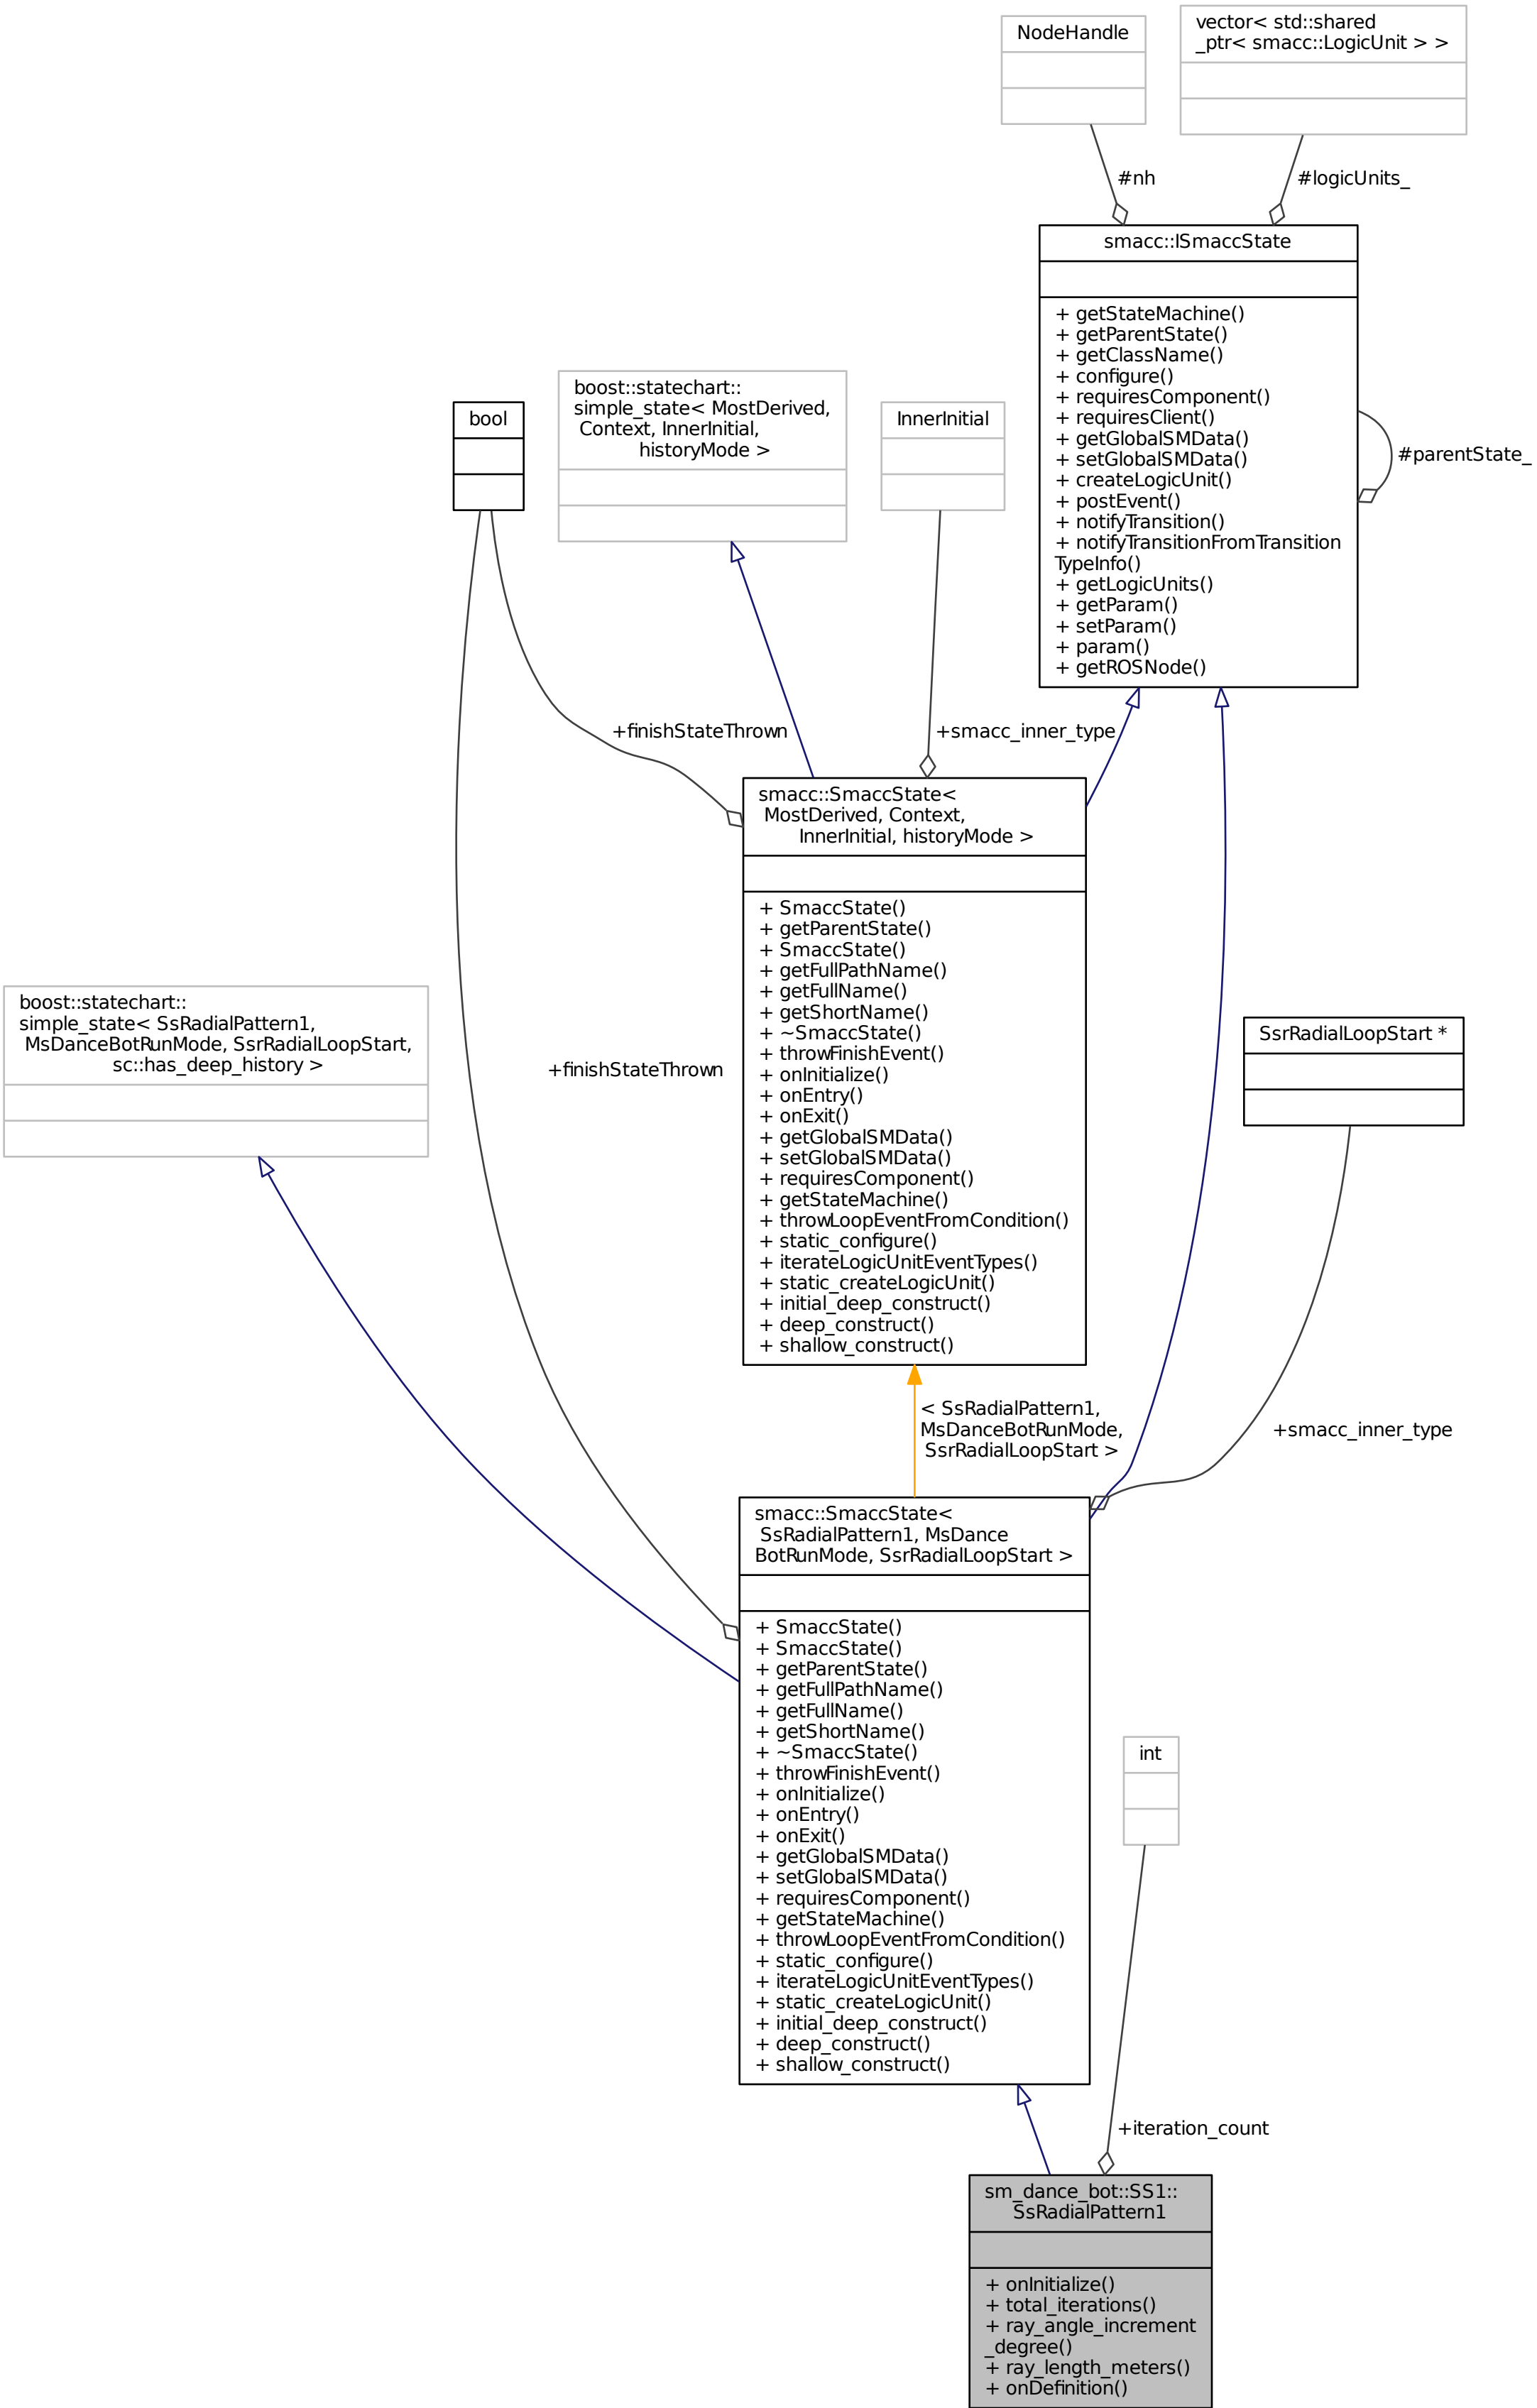 NodeHandle
vector< std::shared
_ptr< smacc::LogicUnit > >
#nh
#logicUnits_
smacc::ISmaccState
+ getStateMachine()
+ getParentState()
+ getClassName()
+ configure()
+ requiresComponent()
+ requiresClient()
+ getGlobalSMData()
+ setGlobalSMData()
+ createLogicUnit()
+ postEvent()
+ notifyTransition()
+ notifyTransitionFromTransition
TypeInfo()
+ getLogicUnits()
+ getParam()
+ setParam()
+ param()
+ getROSNode()
#parentState_
bool
boost::statechart::
simple_state< MostDerived,
Context, InnerInitial,
historyMode >
InnerInitial
+finishStateThrown
+smacc_inner_type
smacc::SmaccState<
MostDerived, Context,
InnerInitial, historyMode >
+ SmaccState()
+ getParentState()
+ SmaccState()
+ getFullPathName()
+ getFullName()
+ getShortName()
+ ~SmaccState()
+ throwFinishEvent()
+ onInitialize()
+ onEntry()
+ onExit()
+ getGlobalSMData()
+ setGlobalSMData()
+ requiresComponent()
+ getStateMachine()
+ throwLoopEventFromCondition()
+ static_configure()
+ iterateLogicUnitEventTypes()
+ static_createLogicUnit()
+ initial_deep_construct()
+ deep_construct()
+ shallow_construct()
boost::statechart::
simple_state< SsRadialPattern1,
MsDanceBotRunMode, SsrRadialLoopStart,
sc::has_deep_history >
+finishStateThrown
SsrRadialLoopStart *
< SsRadialPattern1,
MsDanceBotRunMode,
SsrRadialLoopStart >
+smacc_inner_type
smacc::SmaccState<
SsRadialPattern1, MsDance
BotRunMode, SsrRadialLoopStart >
+ SmaccState()
+ SmaccState()
+ getParentState()
+ getFullPathName()
+ getFullName()
+ getShortName()
+ ~SmaccState()
+ throwFinishEvent()
+ onInitialize()
+ onEntry()
+ onExit()
+ getGlobalSMData()
+ setGlobalSMData()
+ requiresComponent()
+ getStateMachine()
+ throwLoopEventFromCondition()
+ static_configure()
+ iterateLogicUnitEventTypes()
+ static_createLogicUnit()
+ initial_deep_construct()
+ deep_construct()
+ shallow_construct()
int
+iteration_count
sm_dance_bot::SS1::
SsRadialPattern1
+ onInitialize()
+ total_iterations()
+ ray_angle_increment
_degree()
+ ray_length_meters()
+ onDefinition()